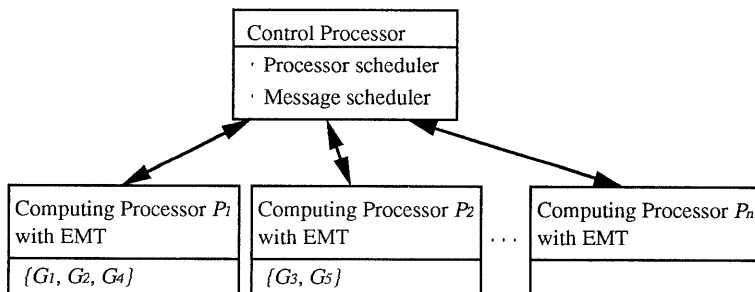 Control Processor
· Processor scheduler
· Message scheduler
Computing Processor P1
with EMT
{G1, G2, G4}
Computing Processor P2
with EMT
{G3, G5}
· · ·
Computing Processor Pn
with EMT